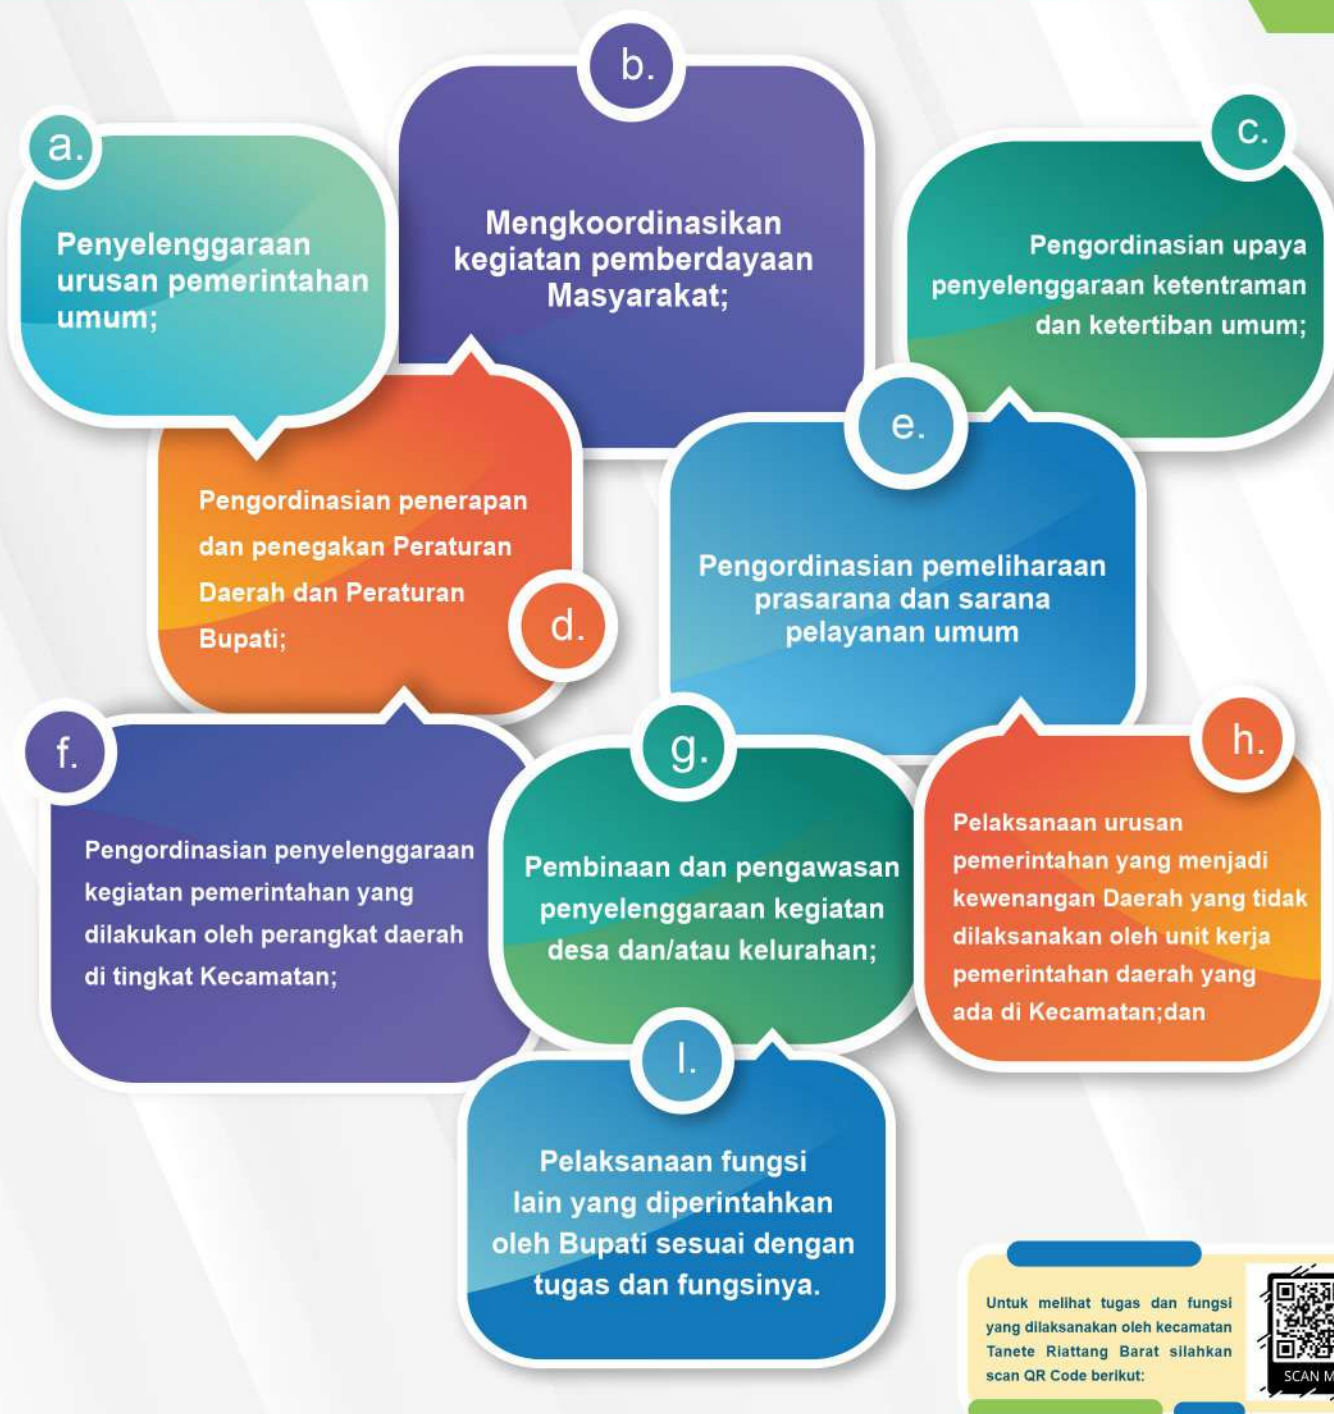 a.
Penyelenggaraan
urusan pemerintahan
umum;
b.
Mengkoordinasikan
kegiatan pemberdayaan
Masyarakat;
c.
Pengordinasian upaya
penyelenggaraan ketentraman
dan ketertiban umum;
d.
Pengordinasian penerapan
dan penegakan Peraturan
Daerah dan Peraturan
Bupati;
e.
Pengordinasian pemeliharaan
prasarana dan sarana
pelayanan umum
f.
Pengordinasian penyelenggaraan
kegiatan pemerintahan yang
dilakukan oleh perangkat daerah
di tingkat Kecamatan;
g.
Pembinaan dan pengawasan
penyelenggaraan kegiatan
desa dan/atau kelurahan;
h.
Pelaksanaan urusan
pemerintahan yang menjadi
kewenangan Daerah yang tidak
dilaksanakan oleh unit kerja
pemerintahan daerah yang
ada di Kecamatan;dan
I.
Pelaksanaan fungsi
lain yang diperintahkan
oleh Bupati sesuai dengan
tugas dan fungsinya.
Untuk melihat tugas dan fungsi
yang dilaksanakan oleh kecamatan
Tanete Riattang Barat silahkan
scan QR Code berikut:
SCAN M